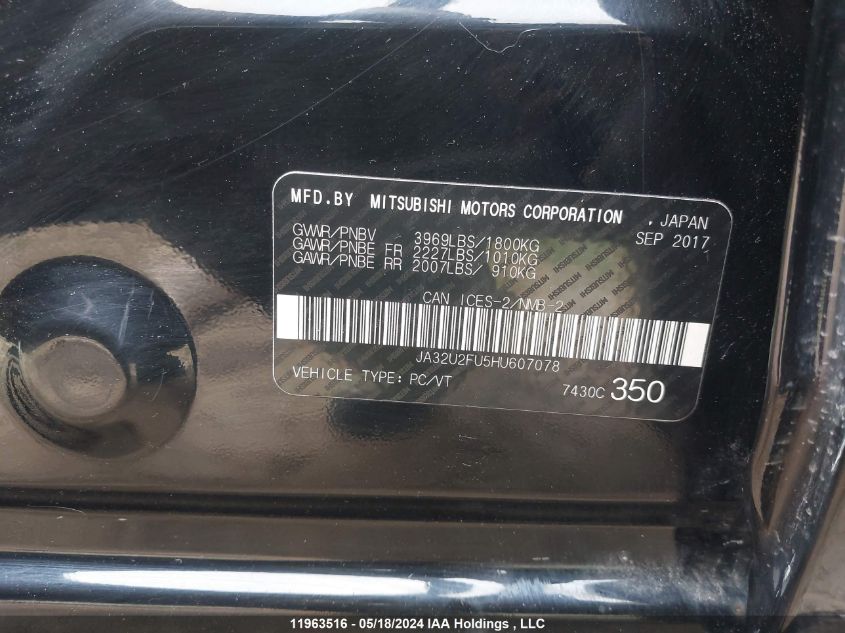 MFD.BY MITSUBISHI MOTORS CORPORATION , JAPAN
SEP 2017
GVWR/PNBV 3969LBS/1800KG
GAWR/PNBE FR 2227LBS/1010KG
GAWR/PNBE RR 2007LBS/ 910KG
CAN ICES-2/NMB-2
JA32U2FU5HU607078
VEHICLE TYPE: PC/VT
7430C 350
11963516 - 05/18/2024 IAA Holdings , LLC